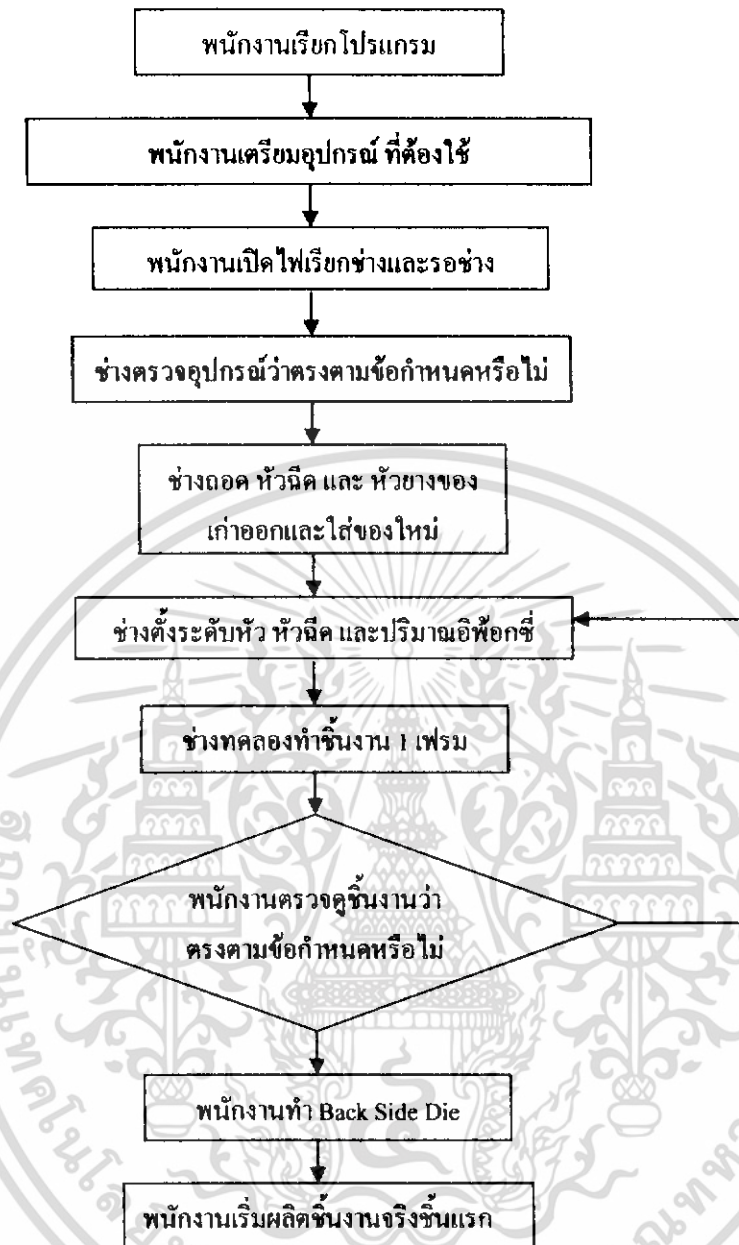 พนักงานเรียกโปรแกรม
พนักงานเตรียมอุปกรณ์ ที่ต้องใช้
พนักงานเปิดไฟเรียกช่างและรอช่าง
ช่างตรวจอุปกรณ์ว่าตรงตามข้อกำหนดหรือไม่
ช่างถอด หัวฉีด และ หัวยางของ
เก่าออกและใส่ของใหม่
ช่างตั้งระดับหัว หัวฉีด และปริมาณอิพ้อกซี่
ช่างทดลองทำชิ้นงาน 1 เฟรม
พนักงานตรวจดูชิ้นงานว่า
ตรงตามข้อกำหนดหรือไม่
พนักงานทำ Back Side Die
พนักงานเริ่มผลิตชิ้นงานจริงชิ้นแรก